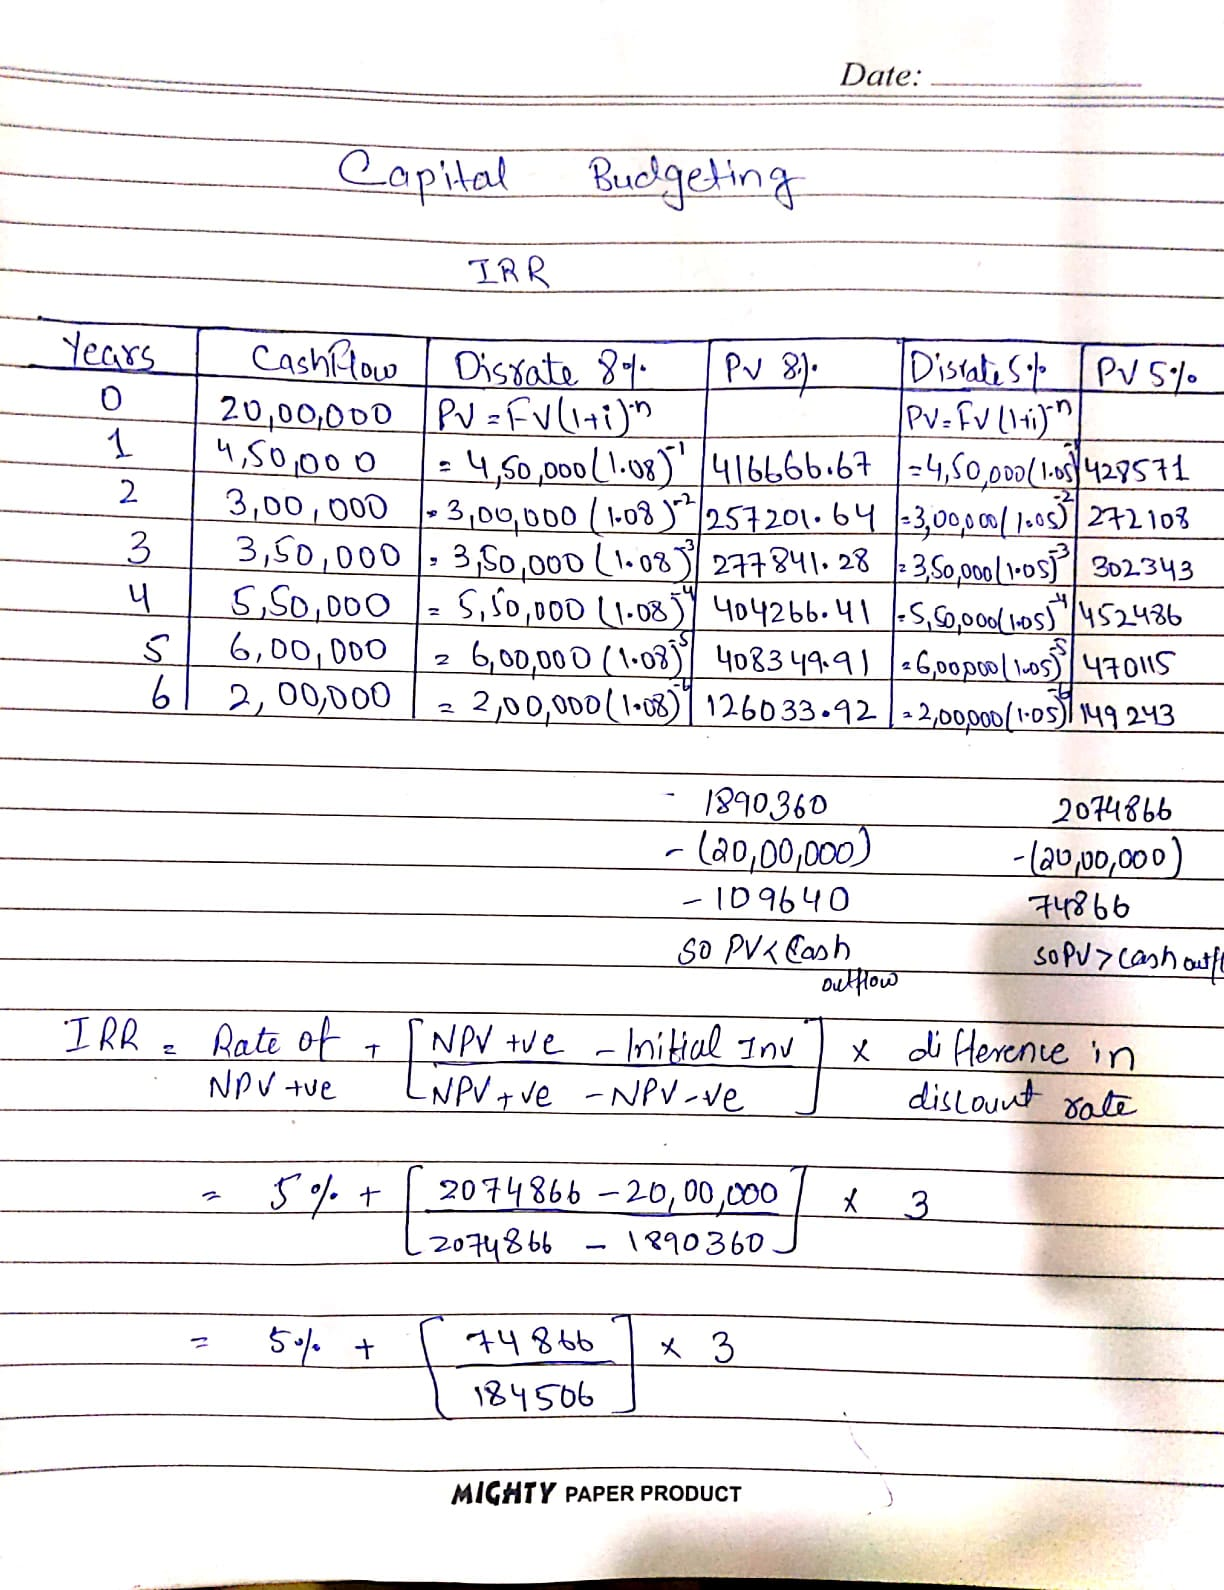 Date:
Capital Budgeting
IRR
Years CashFlow Disrate 8% PV 8% Disrate 5% PV 5%
0 20,00,000 PV = FV(1+i)^-n PV = FV(1+i)^-n
1 4,50,000 = 4,50,000(1.08)^-1 416666.67 = 4,50,000(1.05)^-1 428571
2 3,00,000 = 3,00,000(1.08)^-2 257201.64 = 3,00,000(1.05)^-2 272108
3 3,50,000 = 3,50,000(1.08)^-3 277841.28 = 3,50,000(1.05)^-3 302343
4 5,50,000 = 5,50,000(1.08)^-4 404266.41 = 5,50,000(1.05)^-4 452486
5 6,00,000 = 6,00,000(1.08)^-5 408349.91 = 6,00,000(1.05)^-5 470115
6 2,00,000 = 2,00,000(1.08)^-6 126033.92 = 2,00,000(1.05)^-6 149243
- 1890360 2074866
- (20,00,000) - (20,00,000)
- 109640 74866
so PV < Cash so PV > Cash outfl
outflow
IRR = Rate of + [ NPV +ve - Initial Inv ] x difference in
NPV +ve NPV +ve - NPV -ve discount rate
= 5% + [ 2074866 - 20,00,000 ] x 3
2074866 - 1890360
= 5% + [ 74866 ] x 3
184506
MIGHTY PAPER PRODUCT